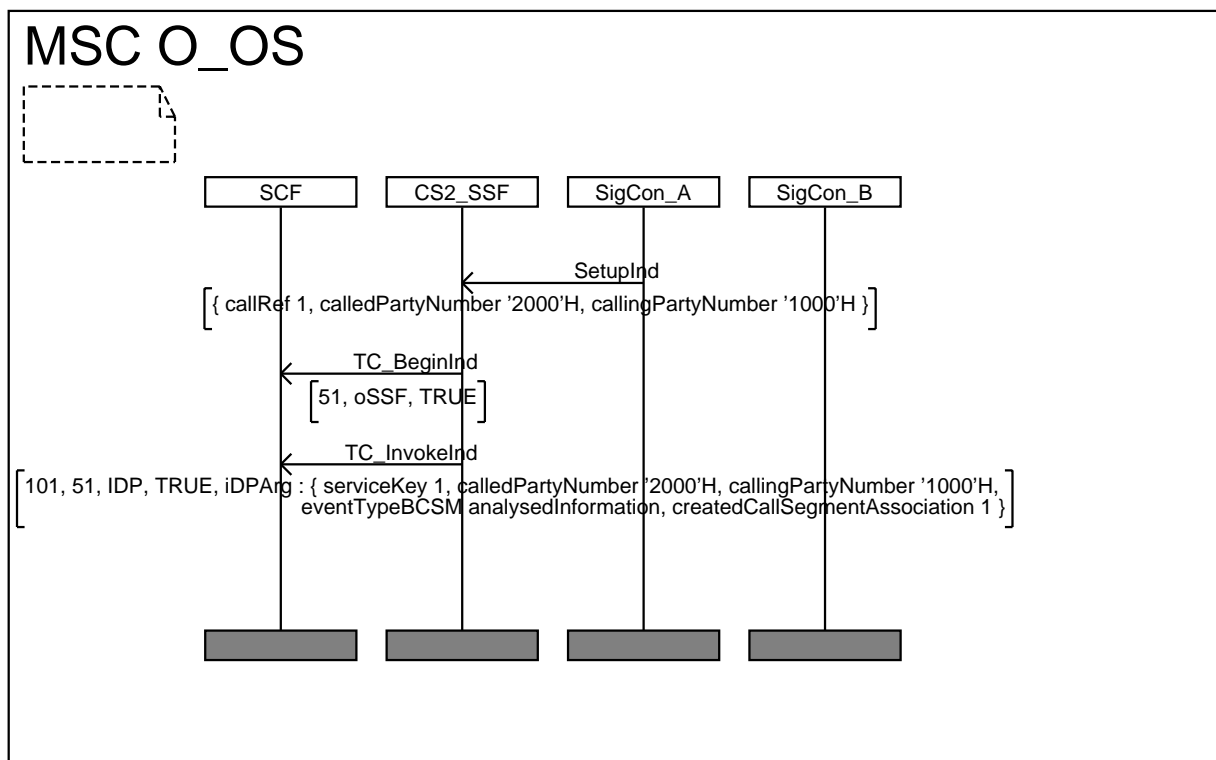 MSC O_OS
SCF CS2_SSF SigCon_A SigCon_B
SetupInd
{ callRef 1, calledPartyNumber '2000'H, callingPartyNumber '1000'H }
TC_BeginInd
51, oSSF, TRUE
TC_InvokeInd
101, 51, IDP, TRUE, iDPArg : { serviceKey 1, calledPartyNumber '2000'H, callingPartyNumber '1000'H,
eventTypeBCSM analysedInformation, createdCallSegmentAssociation 1 }